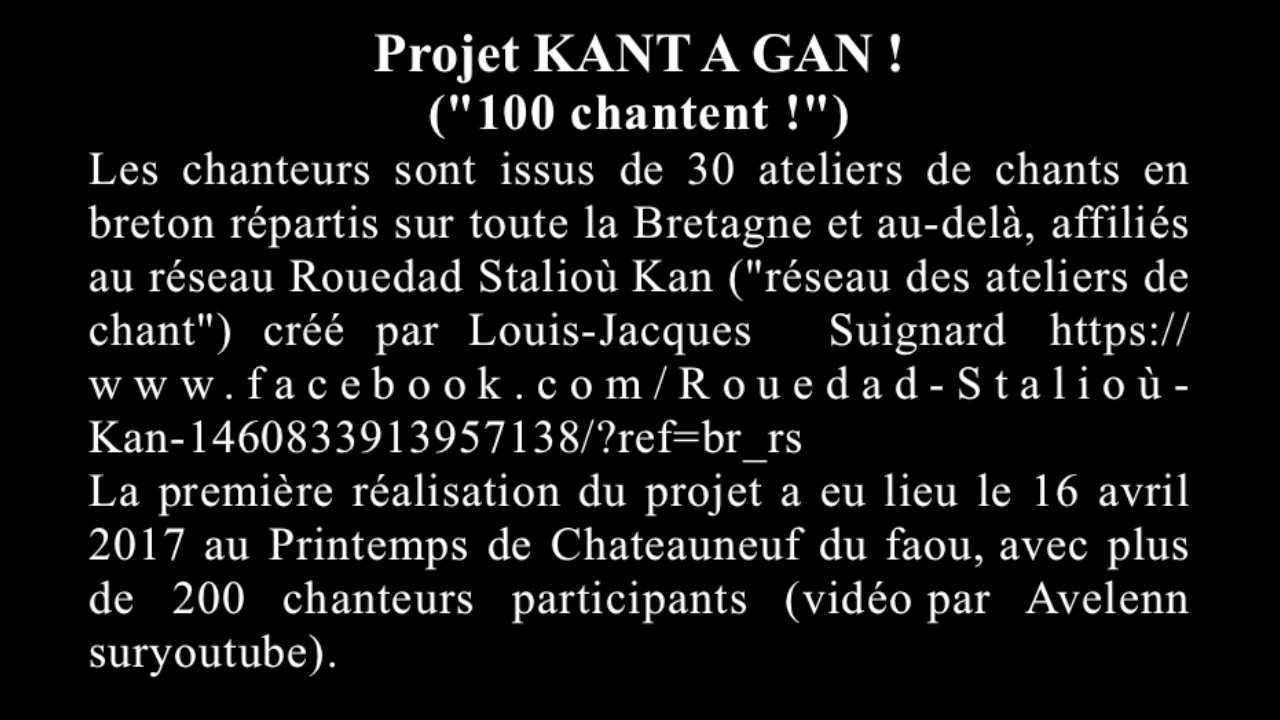 Projet KANT A GAN !
("100 chantent !")
Les chanteurs sont issus de 30 ateliers de chants en
breton répartis sur toute la Bretagne et au-delà, affiliés
au réseau Rouedad Stalioù Kan ("réseau des ateliers de
chant") créé par Louis-Jacques Suignard https://
www.facebook.com/Rouedad-Stalioù-
Kan-1460833913957138/?ref=br_rs
La première réalisation du projet a eu lieu le 16 avril
2017 au Printemps de Chateauneuf du faou, avec plus
de 200 chanteurs participants (vidéo par Avelenn
suryoutube).